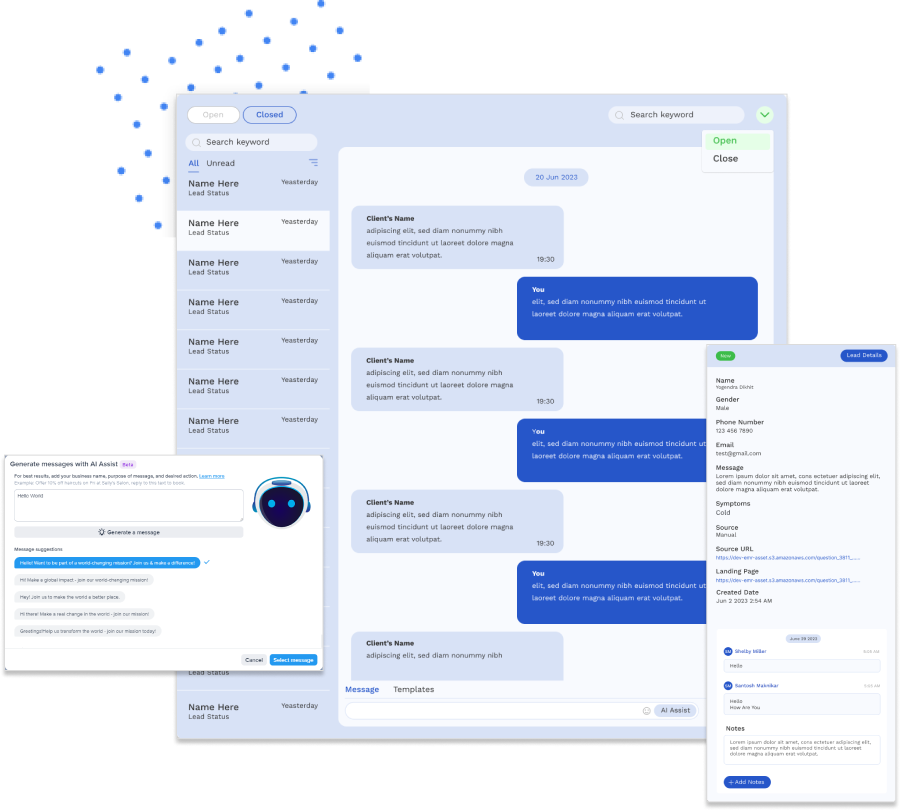 Open
Closed
Search keyword
Search keyword
Open
Close
All
Unread
Name Here
Yeasterday
Lead Status
Name Here
Yeasterday
Lead Status
Name Here
Yeasterday
Lead Status
Name Here
Yeasterday
Lead Status
Name Here
Yeasterday
Lead Status
Name Here
Yeasterday
Lead Status
Name Here
Yeasterday
Lead Status
Lead Status
Name Here
Yeasterday
Lead Status
20 Jun 2023
Client's Name
adipiscing elit, sed diam nonummy nibh
euismod tincidunt ut laoreet dolore magna
aliquam erat volutpat.
19:30
You
elit, sed diam nonummy nibh euismod tincidunt ut
laoreet dolore magna aliquam erat volutpat.
Client's Name
adipiscing elit, sed diam nonummy nibh
euismod tincidunt ut laoreet dolore magna
aliquam erat volutpat.
19:30
You
elit, sed diam nonummy nibh euismod tincidunt ut
laoreet dolore magna aliquam erat volutpat.
Client's Name
adipiscing elit, sed diam nonummy nibh
euismod tincidunt ut laoreet dolore magna
aliquam erat volutpat.
19:30
You
elit, sed diam nonummy nibh euismod tincidunt ut
laoreet dolore magna aliquam erat volutpat.
Client's Name
adipiscing elit, sed diam nonummy nibh
Message
Templates
AI Assist
Generate messages with AI Assist Beta
For best results, add your business name, purpose of message, and desired action. Learn more
Example: Offer 10% off haircuts on Fri at Sally's Salon, reply to this text to book.
Hello World
Generate a message
Message suggestions
Hello! Want to be part of a world-changing mission? Join us & make a difference!
Hi! Make a global impact - join our world-changing mission!
Hey! Join us to make the world a better place.
Hi there! Make a real change in the world - join our mission!
Greetings!Help us transform the world - join our mission today!
Cancel
Select message
New
Lead Details
Name
Yogendra Dikhit
Gender
Male
Phone Number
123 456 7890
Email
test@gmail.com
Message
Lorem ipsum dolor sit amet, cons ectetuer adipiscing elit,
sed diam nonummy nibh euismod tincidunt ut laoreet
dolore magna aliquam erat volutpat.
Symptoms
Cold
Source
Manual
Source URL
https://dev-emr-asset.s3.amazonaws.com/question_3811_.....
Landing Page
https://dev-emr-asset.s3.amazonaws.com/question_3811_.....
Created Date
Jun 2 2023 2:54 AM
June 20 2023
SM
Shelby Miller
Hello
SM
Santosh Malvikar
Hello
How Are You
Notes
Lorem ipsum dolor sit amet, cons ectetuer adipiscing elit,
sed diam nonummy nibh euismod tincidunt ut laoreet
dolore magna aliquam erat volutpat.
+ Add Notes